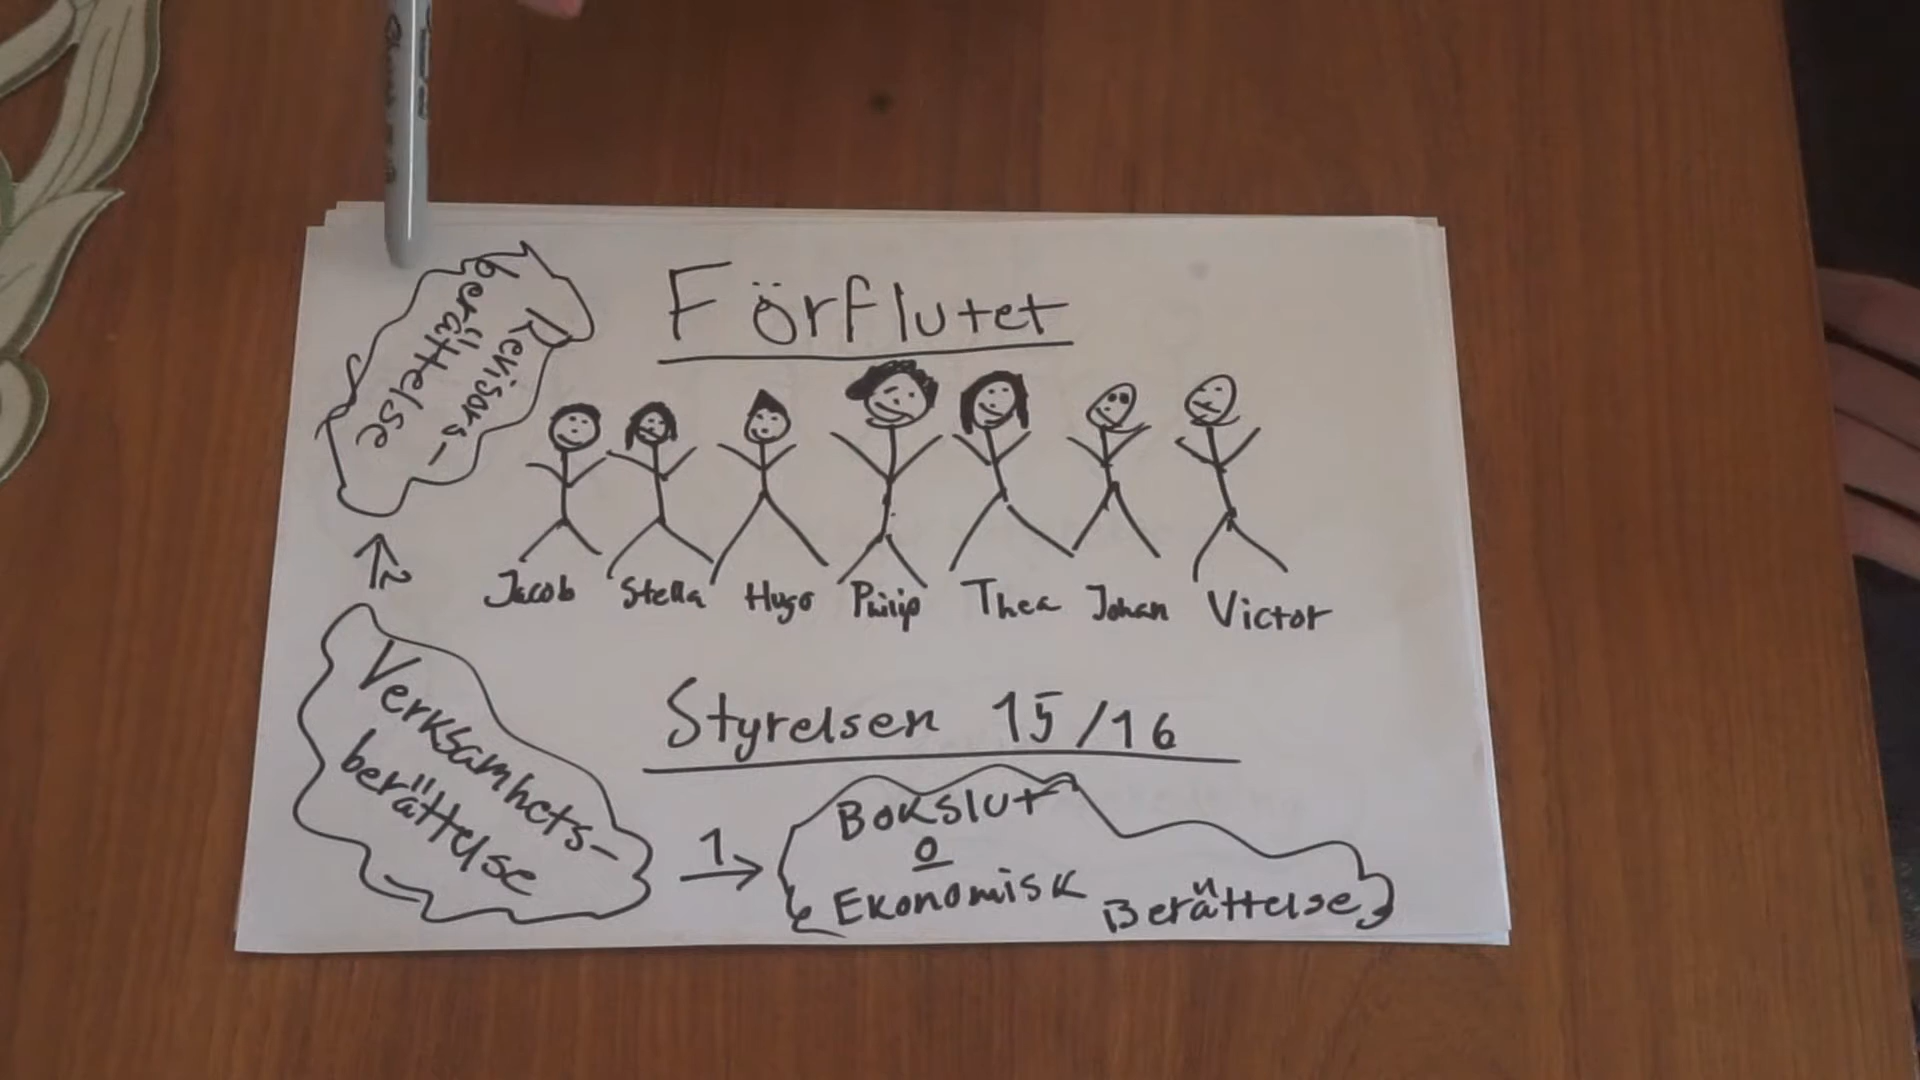 Förflutet
Revisors-
berättelse
Jacob Stella Hugo Philip Thea Johan Victor
2
Styrelsen 15/16
Verksamhets-
berättelse
1
Bokslut
o
Ekonomisk Berättelse